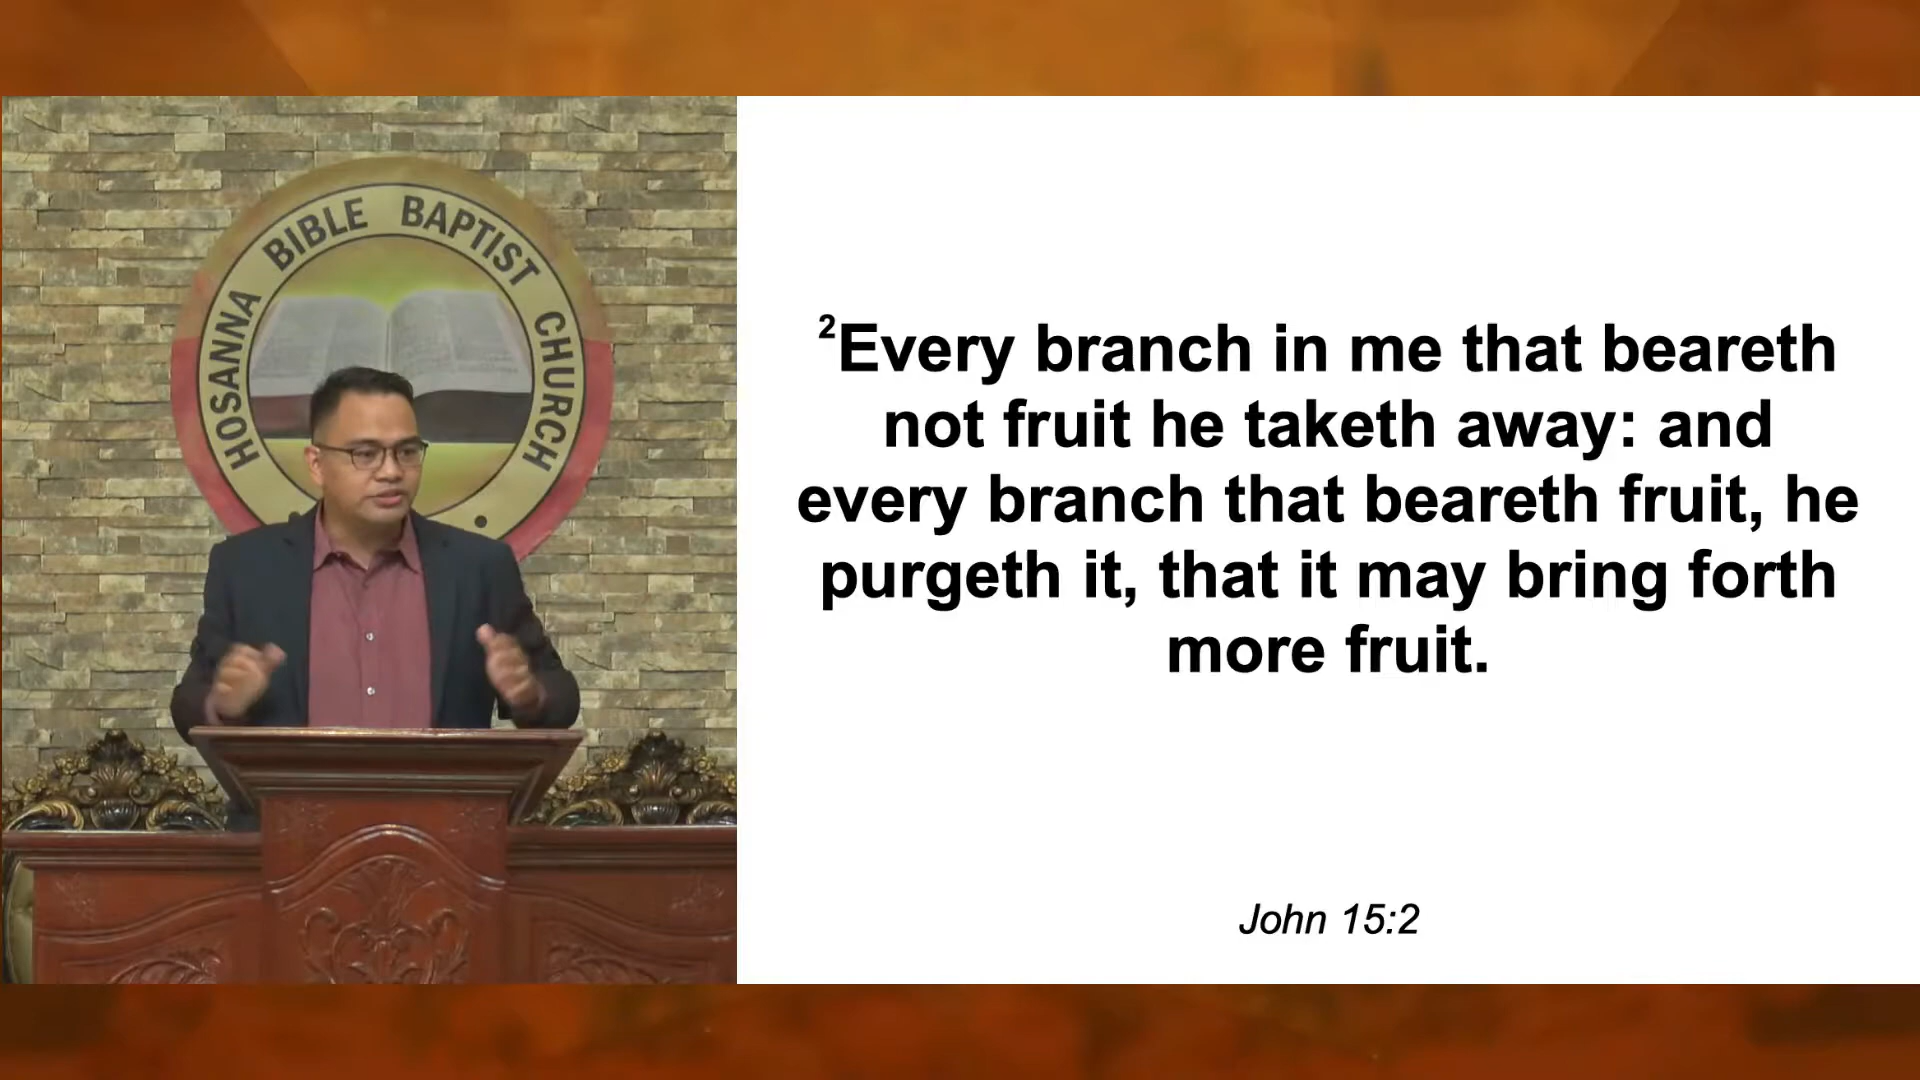 HOSANNA BIBLE BAPTIST CHURCH
²Every branch in me that beareth
not fruit he taketh away: and
every branch that beareth fruit, he
purgeth it, that it may bring forth
more fruit.
John 15:2